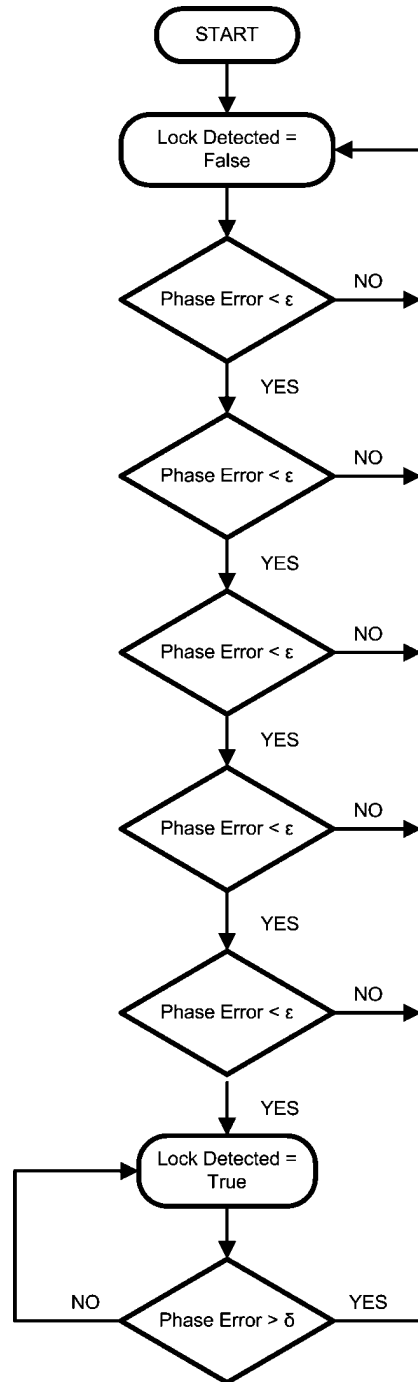 START
Lock Detected =
False
Phase Error < ε
NO
YES
Phase Error < ε
NO
YES
Phase Error < ε
NO
YES
Phase Error < ε
NO
YES
Phase Error < ε
NO
YES
Lock Detected =
True
NO
Phase Error > δ
YES